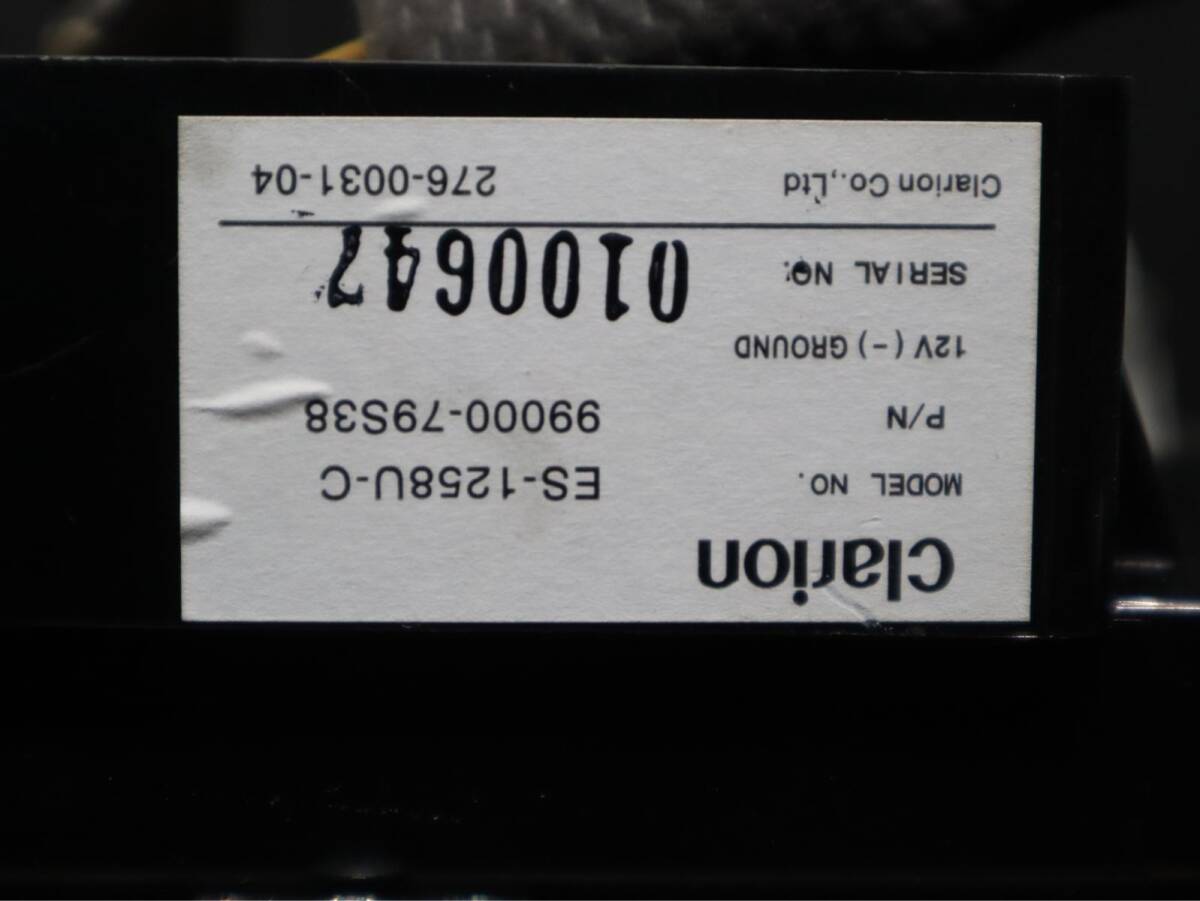 Clarion
MODEL NO. ES-1258U-C
P/N 99000-79S38
12V (-) GROUND
SERIAL NO. 0100647
Clarion Co.,Ltd 276-0031-04